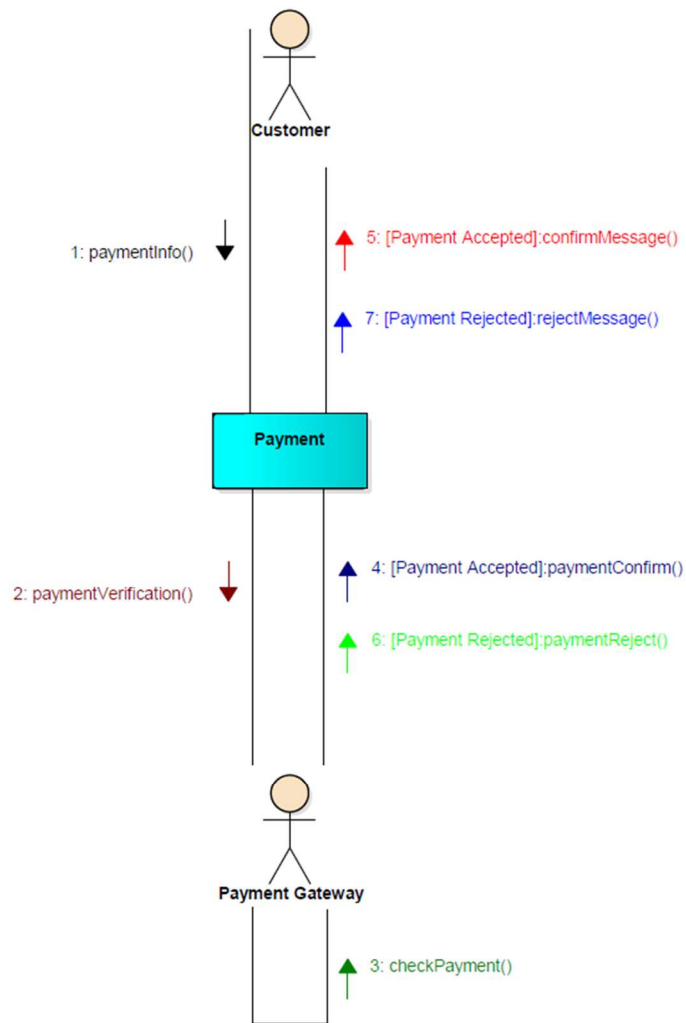 Customer
1: paymentInfo()
5: [Payment Accepted]:confirmMessage()
7: [Payment Rejected]:rejectMessage()
Payment
2: paymentVerification()
4: [Payment Accepted]:paymentConfirm()
6: [Payment Rejected]:paymentReject()
Payment Gateway
3: checkPayment()